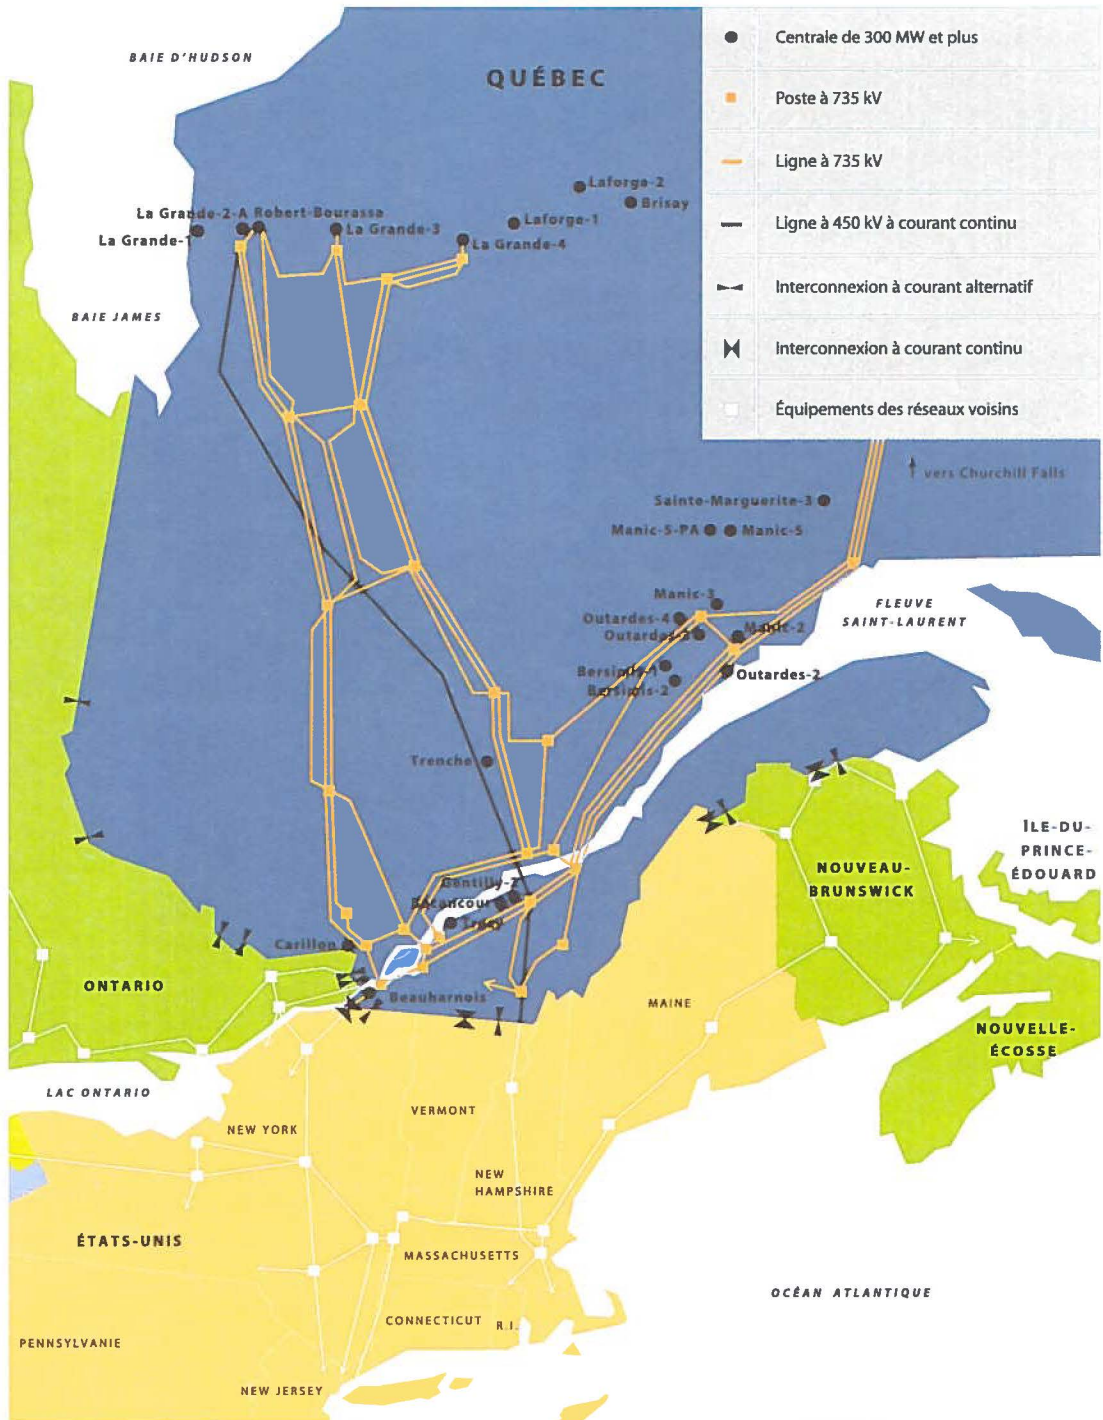 BAIE D'HUDSON
QUÉBEC
Centrale de 300 MW et plus
Poste à 735 kV
Ligne à 735 kV
Ligne à 450 kV à courant continu
Interconnexion à courant alternatif
Interconnexion à courant continu
Équipements des réseaux voisins
Laforge-2
Brisay
La Grande-2-A
Robert-Bourassa
Laforge-1
La Grande-1
La Grande-3
La Grande-4
BAIE JAMES
vers Churchill Falls
Sainte-Marguerite-3
Manic-5-PA
Manic-5
Manic-3
FLEUVE
SAINT-LAURENT
Outardes-4
Outardes-3
Manic-2
Bersimis-1
Outardes-2
Bersimis-2
Trenche
ÎLE-DU-
PRINCE-
ÉDOUARD
NOUVEAU-
BRUNSWICK
Gentilly-2
Bécancour
Tracy
Carillon
ONTARIO
Beauharnois
MAINE
NOUVELLE-
ÉCOSSE
LAC ONTARIO
VERMONT
NEW YORK
NEW
HAMPSHIRE
ÉTATS-UNIS
MASSACHUSETTS
OCÉAN ATLANTIQUE
CONNECTICUT
R.I.
PENNSYLVANIE
NEW JERSEY